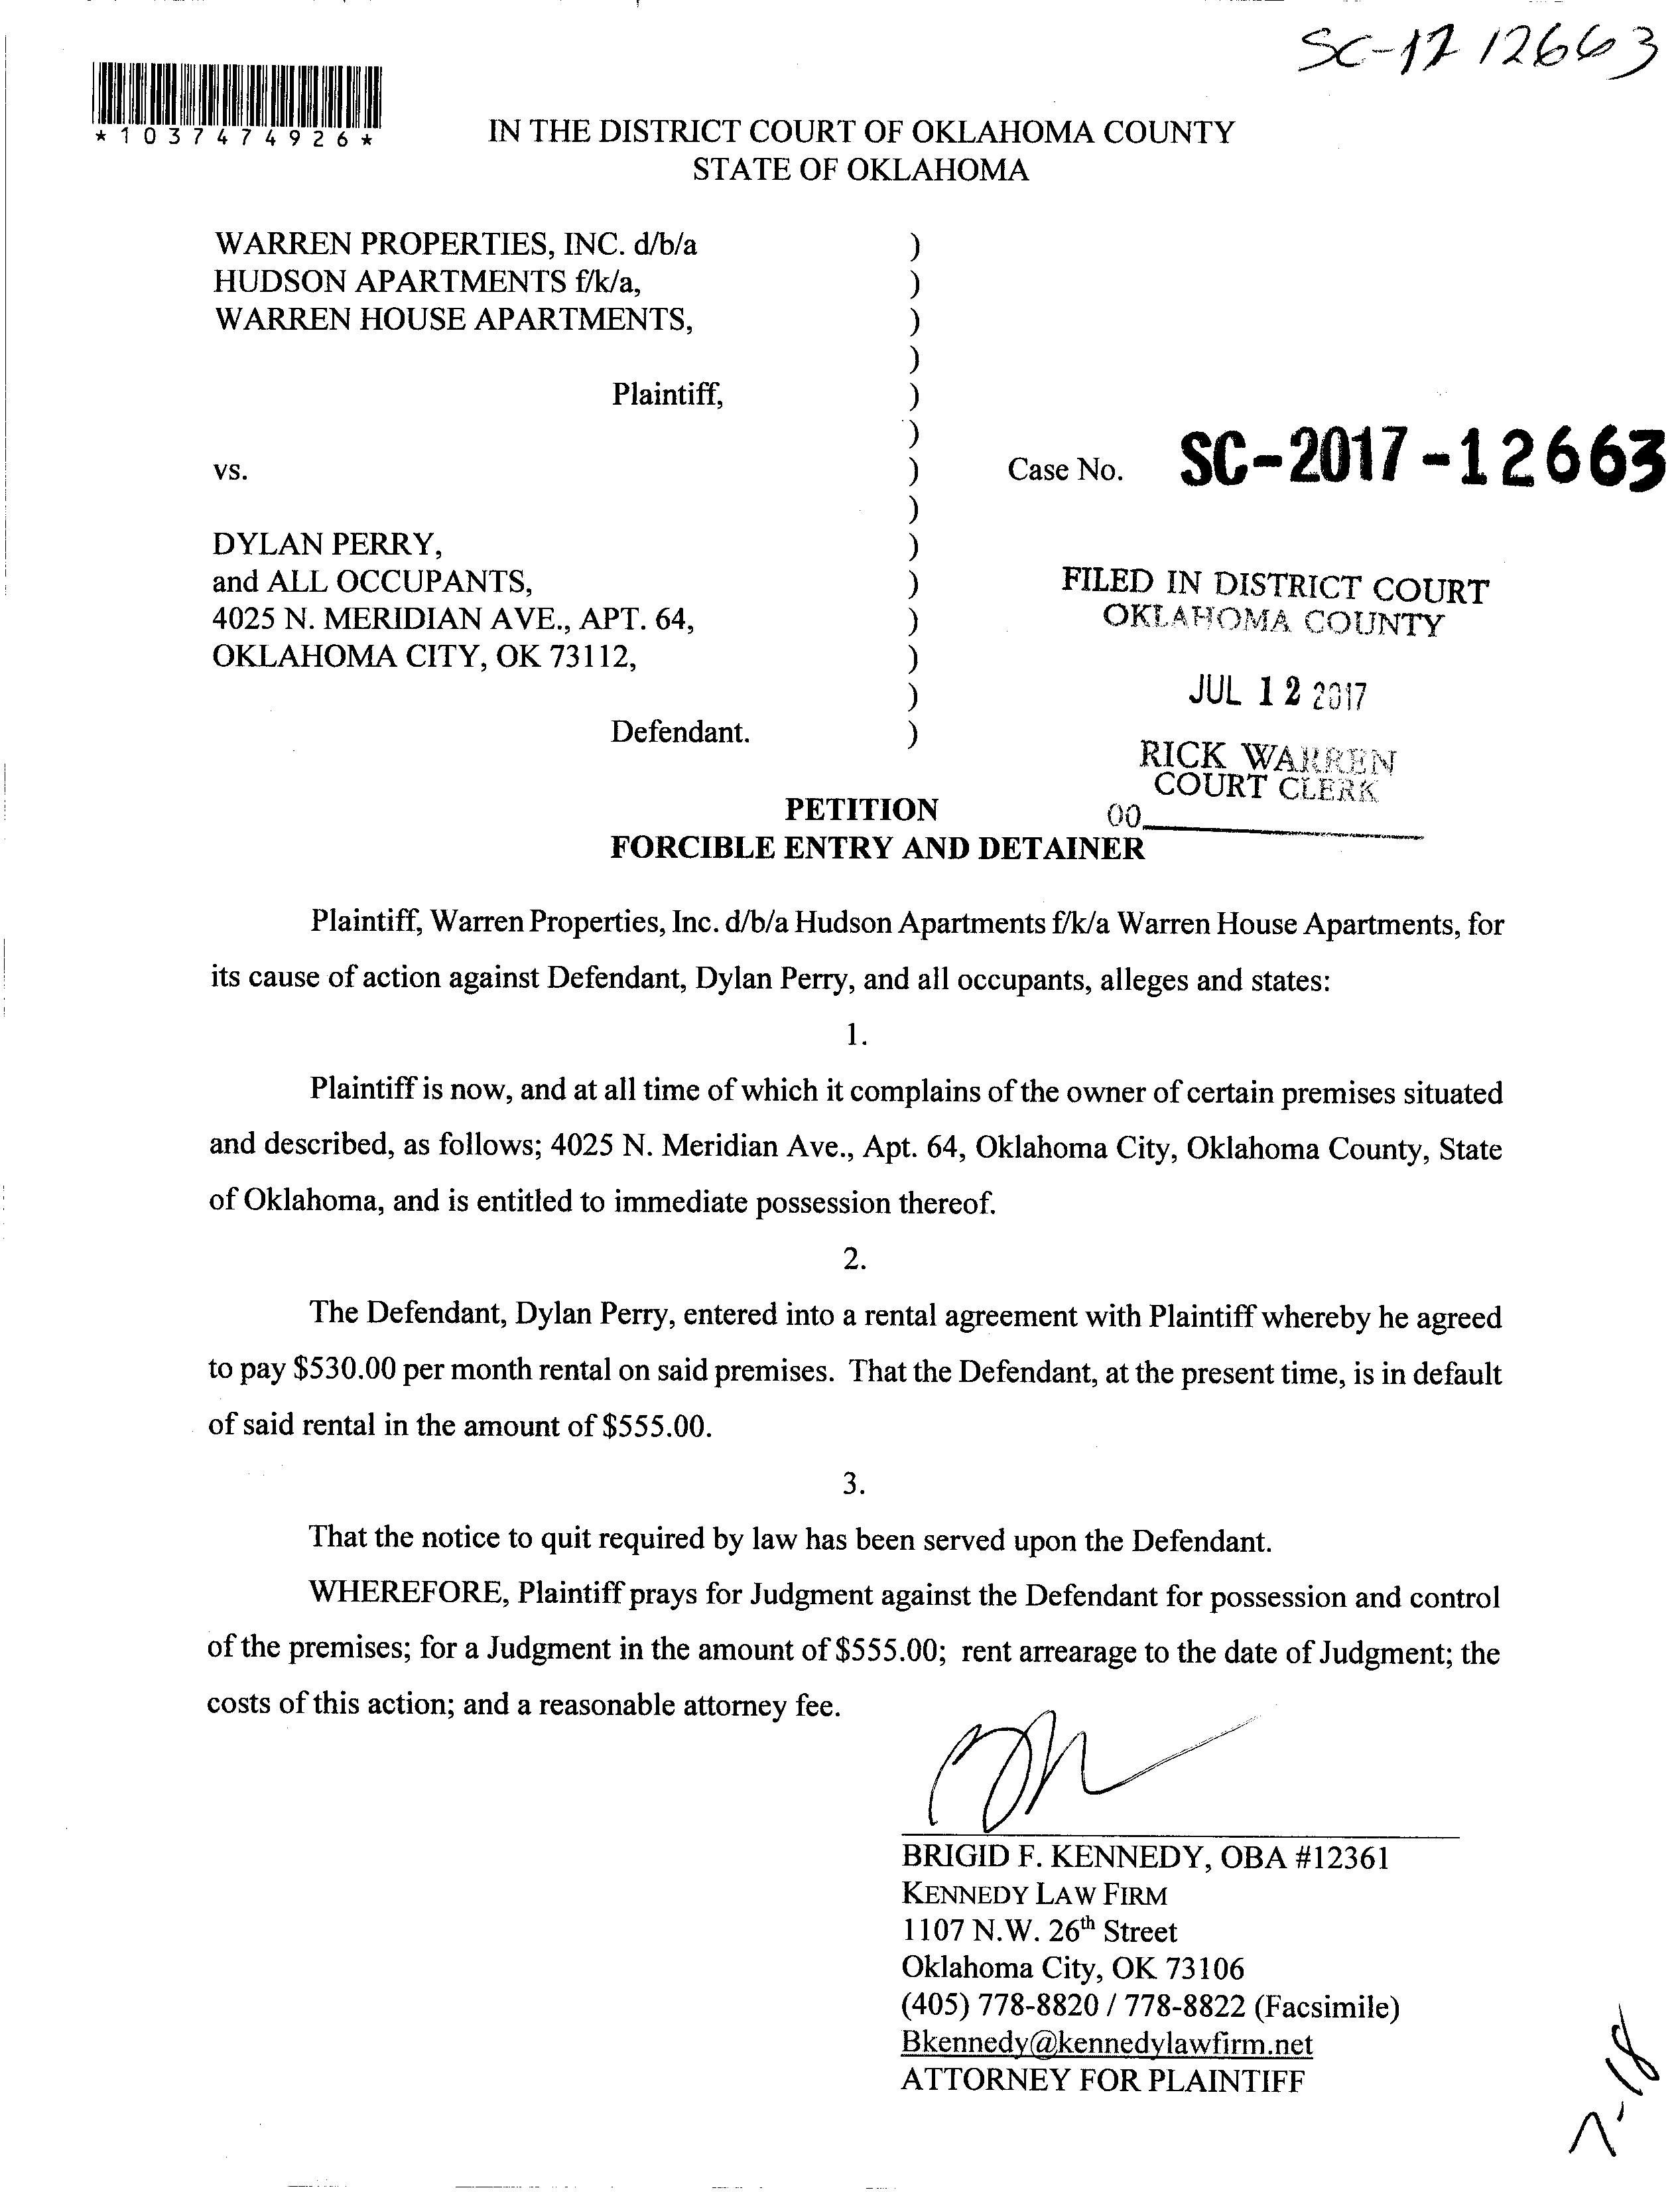 SC-17 12663
*1037474926*
IN THE DISTRICT COURT OF OKLAHOMA COUNTY
STATE OF OKLAHOMA
WARREN PROPERTIES, INC. d/b/a )
HUDSON APARTMENTS f/k/a, )
WARREN HOUSE APARTMENTS, )
)
Plaintiff, )
)
vs. ) Case No. SC-2017-12663
)
DYLAN PERRY, )
and ALL OCCUPANTS, )
4025 N. MERIDIAN AVE., APT. 64, )
OKLAHOMA CITY, OK 73112, )
)
Defendant. )
FILED IN DISTRICT COURT
OKLAHOMA COUNTY
JUL 12 2017
RICK WARREN
COURT CLERK
00
PETITION
FORCIBLE ENTRY AND DETAINER
Plaintiff, Warren Properties, Inc. d/b/a Hudson Apartments f/k/a Warren House Apartments, for
its cause of action against Defendant, Dylan Perry, and all occupants, alleges and states:
1.
Plaintiff is now, and at all time of which it complains of the owner of certain premises situated
and described, as follows; 4025 N. Meridian Ave., Apt. 64, Oklahoma City, Oklahoma County, State
of Oklahoma, and is entitled to immediate possession thereof.
2.
The Defendant, Dylan Perry, entered into a rental agreement with Plaintiff whereby he agreed
to pay $530.00 per month rental on said premises. That the Defendant, at the present time, is in default
of said rental in the amount of $555.00.
3.
That the notice to quit required by law has been served upon the Defendant.
WHEREFORE, Plaintiff prays for Judgment against the Defendant for possession and control
of the premises; for a Judgment in the amount of $555.00; rent arrearage to the date of Judgment; the
costs of this action; and a reasonable attorney fee.
BRIGID F. KENNEDY, OBA #12361
KENNEDY LAW FIRM
1107 N.W. 26th Street
Oklahoma City, OK 73106
(405) 778-8820 / 778-8822 (Facsimile)
Bkennedy@kennedylawfirm.net
ATTORNEY FOR PLAINTIFF
7-18